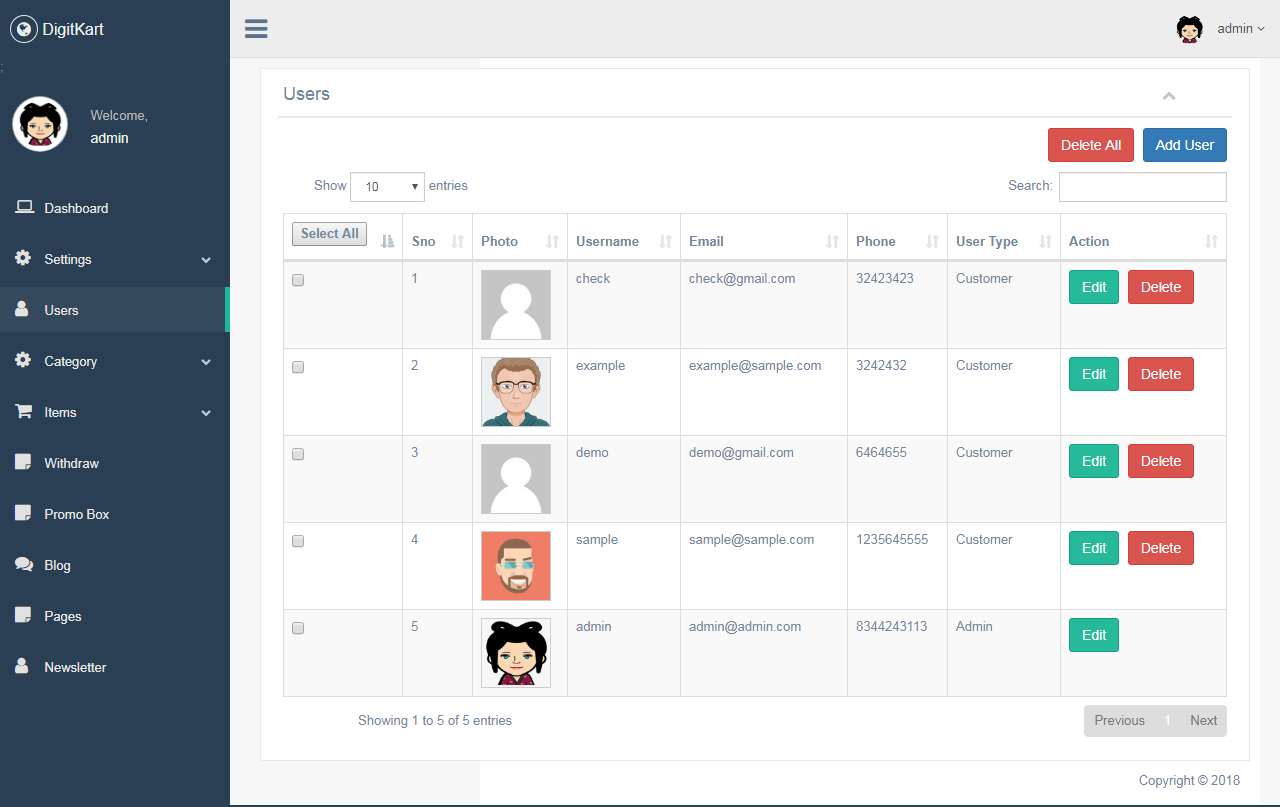 DigitKart
admin
;
Welcome,
admin
Dashboard
Settings
Users
Category
Items
Withdraw
Promo Box
Blog
Pages
Newsletter
Users
Delete All Add User
Show 10 entries Search:
Select All Sno Photo Username Email Phone User Type Action
1 check check@gmail.com 32423423 Customer Edit Delete
2 example example@sample.com 3242432 Customer Edit Delete
3 demo demo@gmail.com 6464655 Customer Edit Delete
4 sample sample@sample.com 1235645555 Customer Edit Delete
5 admin admin@admin.com 8344243113 Admin Edit
Showing 1 to 5 of 5 entries Previous 1 Next
Copyright © 2018